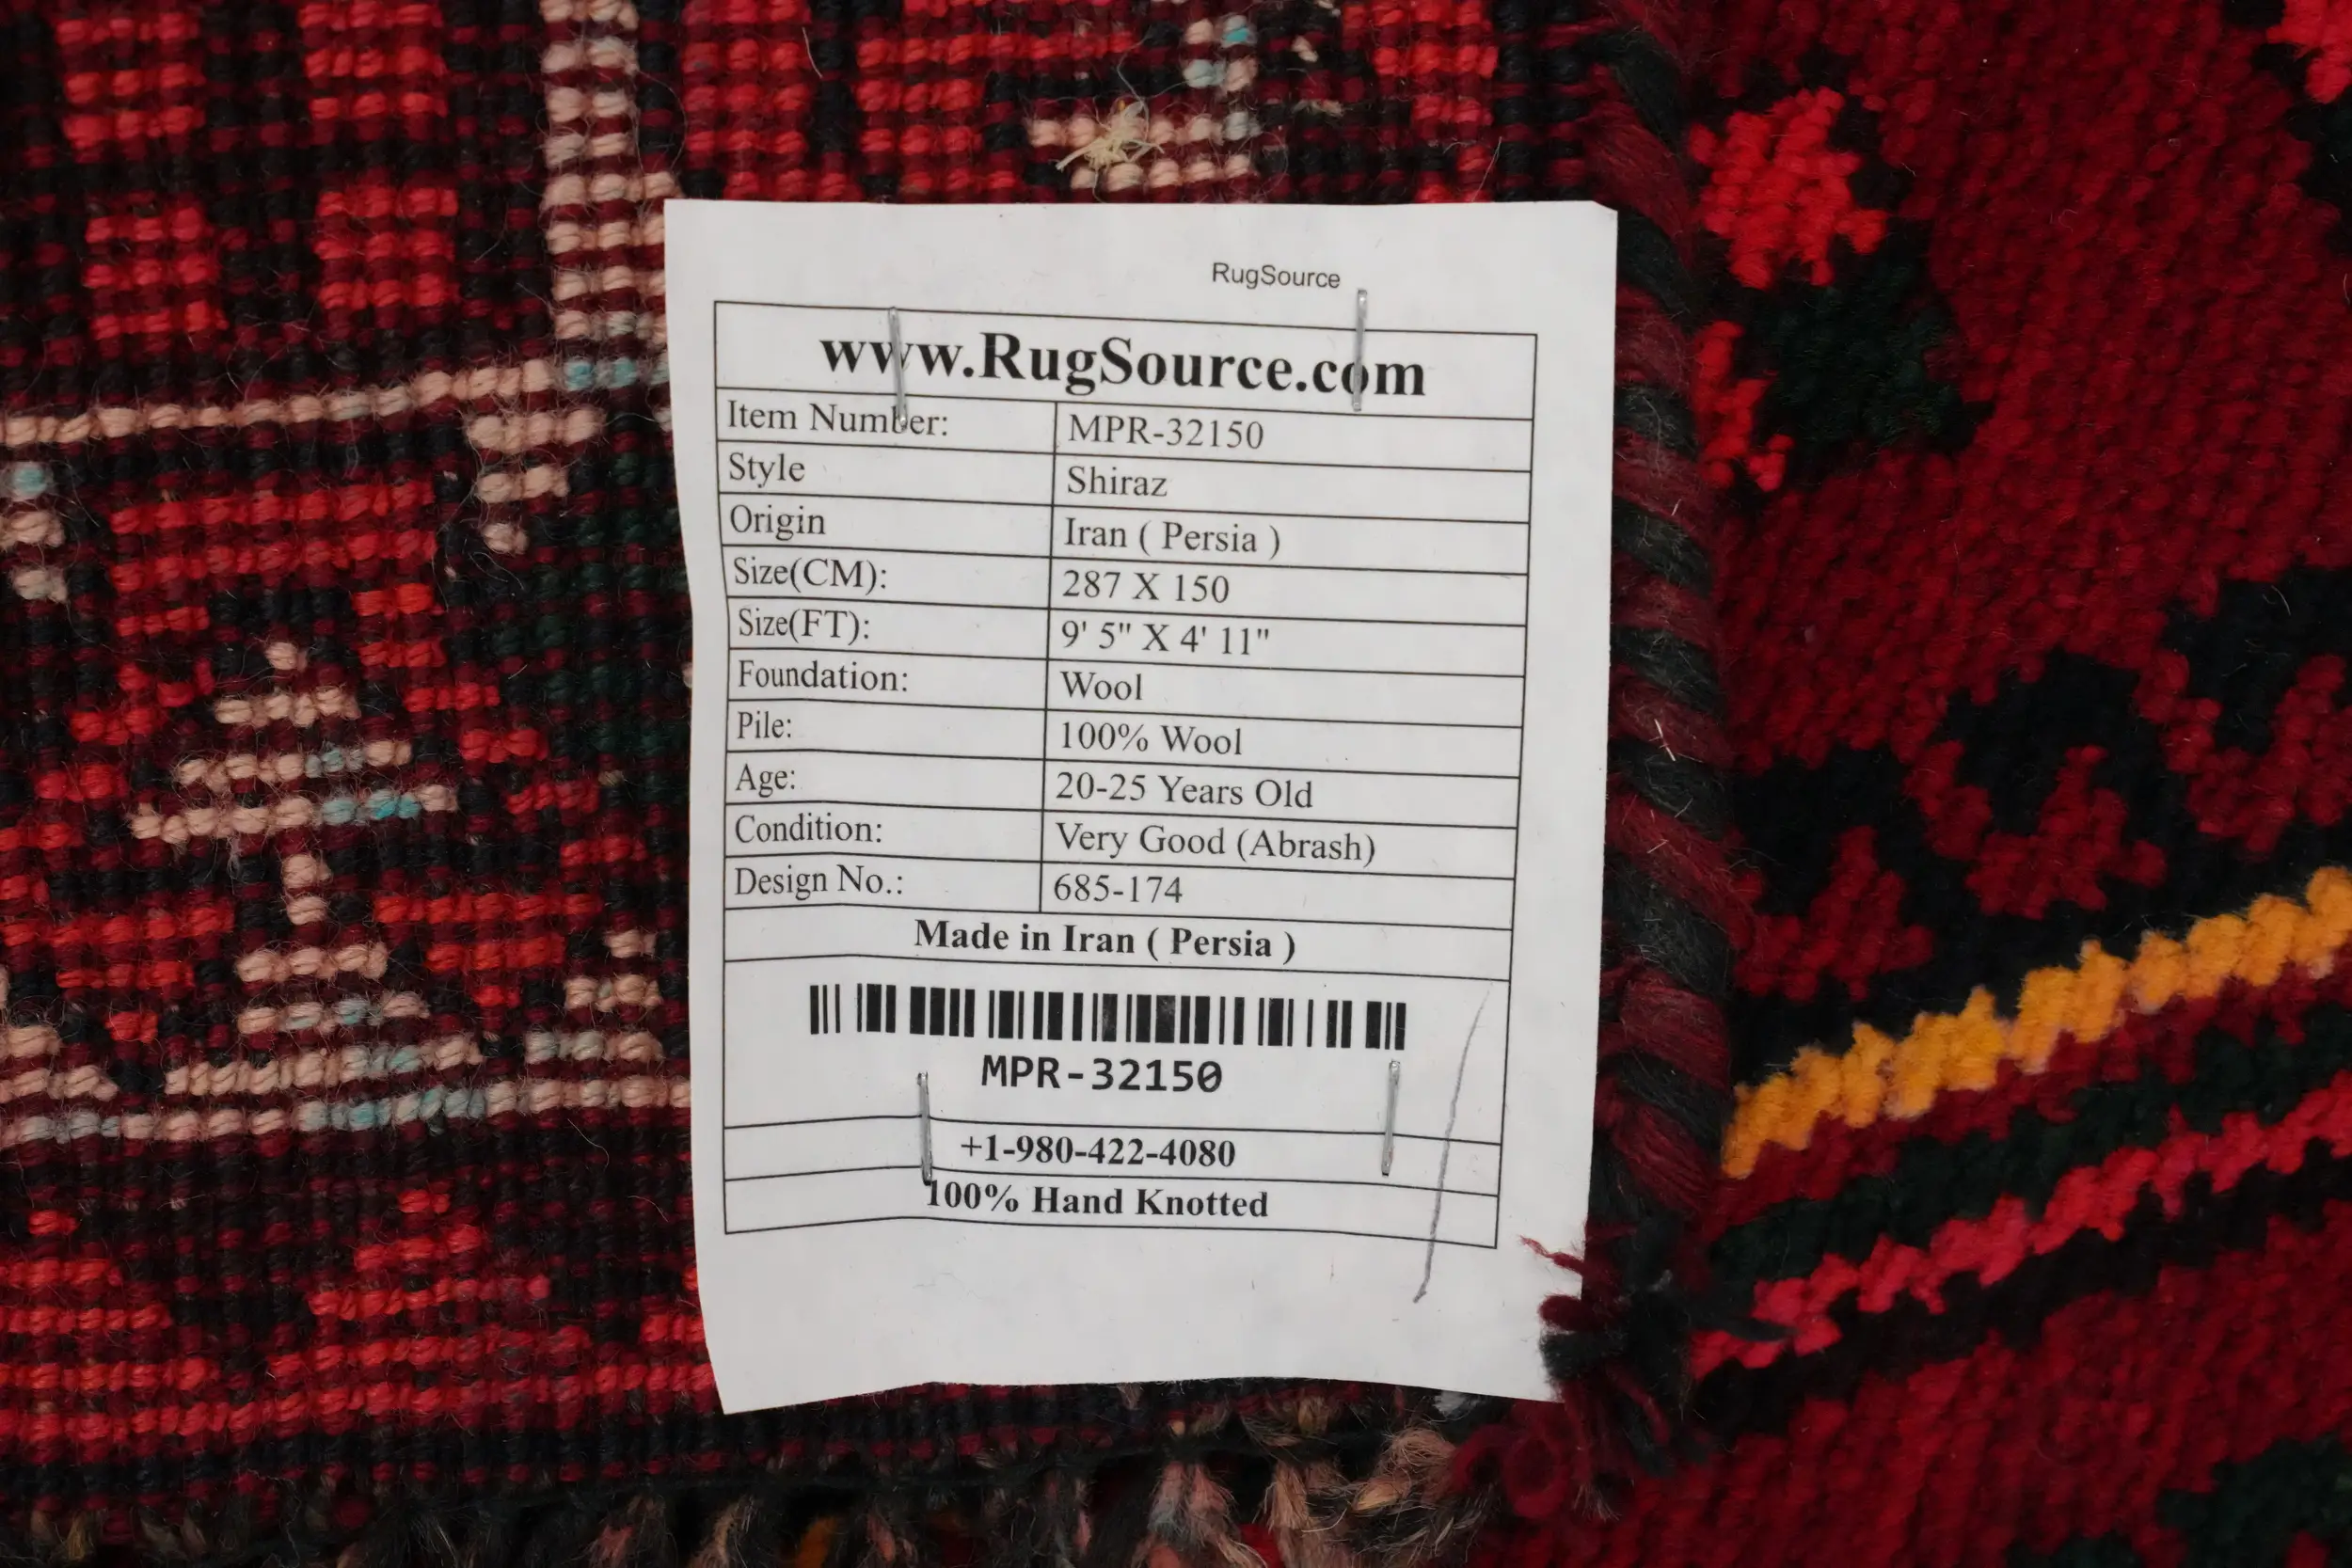 RugSource
www.RugSource.com
Item Number: MPR-32150
Style Shiraz
Origin Iran ( Persia )
Size(CM): 287 X 150
Size(FT): 9' 5" X 4' 11"
Foundation: Wool
Pile: 100% Wool
Age: 20-25 Years Old
Condition: Very Good (Abrash)
Design No.: 685-174
Made in Iran ( Persia )
MPR-32150
+1-980-422-4080
100% Hand Knotted